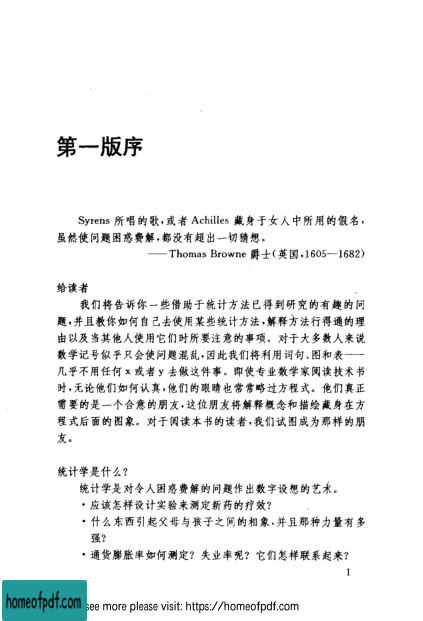 第一版序
Syrens 所唱的歌,或者 Achilles 藏身于女人中所用的假名,
虽然使问题困惑费解,都没有超出一切猜想。
——Thomas Browne 爵士(英国,1605—1682)
给读者
我们将告诉你一些借助于统计方法已得到研究的有趣的问
题,并且教你如何自己去使用某些统计方法,解释方法行得通的理
由以及当其他人使用它们时所要注意的事项。对于大多数人来说
数学记号似乎只会使问题混乱,因此我们将利用词句、图和表——
几乎不用任何 x 或者 y 去做这件事。即使专业数学家阅读技术书
时,无论他们如何认真,他们的眼睛也常常略过方程式。他们真正
需要的是一个合意的朋友,这位朋友将解释概念和描绘藏身在方
程式后面的图象。对于阅读本书的读者,我们试图成为那样的朋
友。
统计学是什么?
统计学是对令人困惑费解的问题作出数字设想的艺术。
·应该怎样设计实验来测定新药的疗效?
·什么东西引起父母与孩子之间的相象,并且那种力量有多
强?
·通货膨胀率如何测定?失业率呢?它们怎样联系起来?
I
homeofpdf.com
see more please visit: https://homeofpdf.com